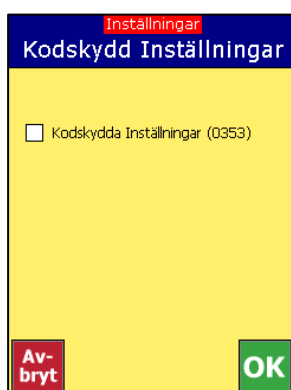 Inställningar
Kodskydd Inställningar
Kodskydda Inställningar (0353)
Av-
bryt
OK